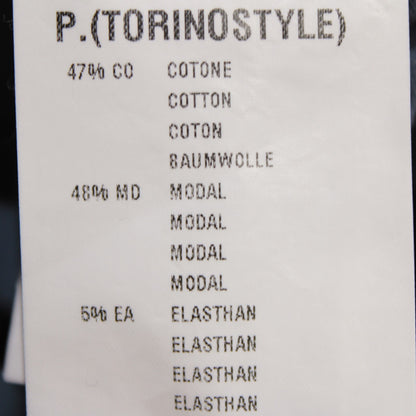 P.(TORINOSTYLE)
47% CO COTONE
COTTON
COTON
BAUMWOLLE
48% MD MODAL
MODAL
MODAL
MODAL
5% EA ELASTHAN
ELASTHAN
ELASTHAN
ELASTHAN